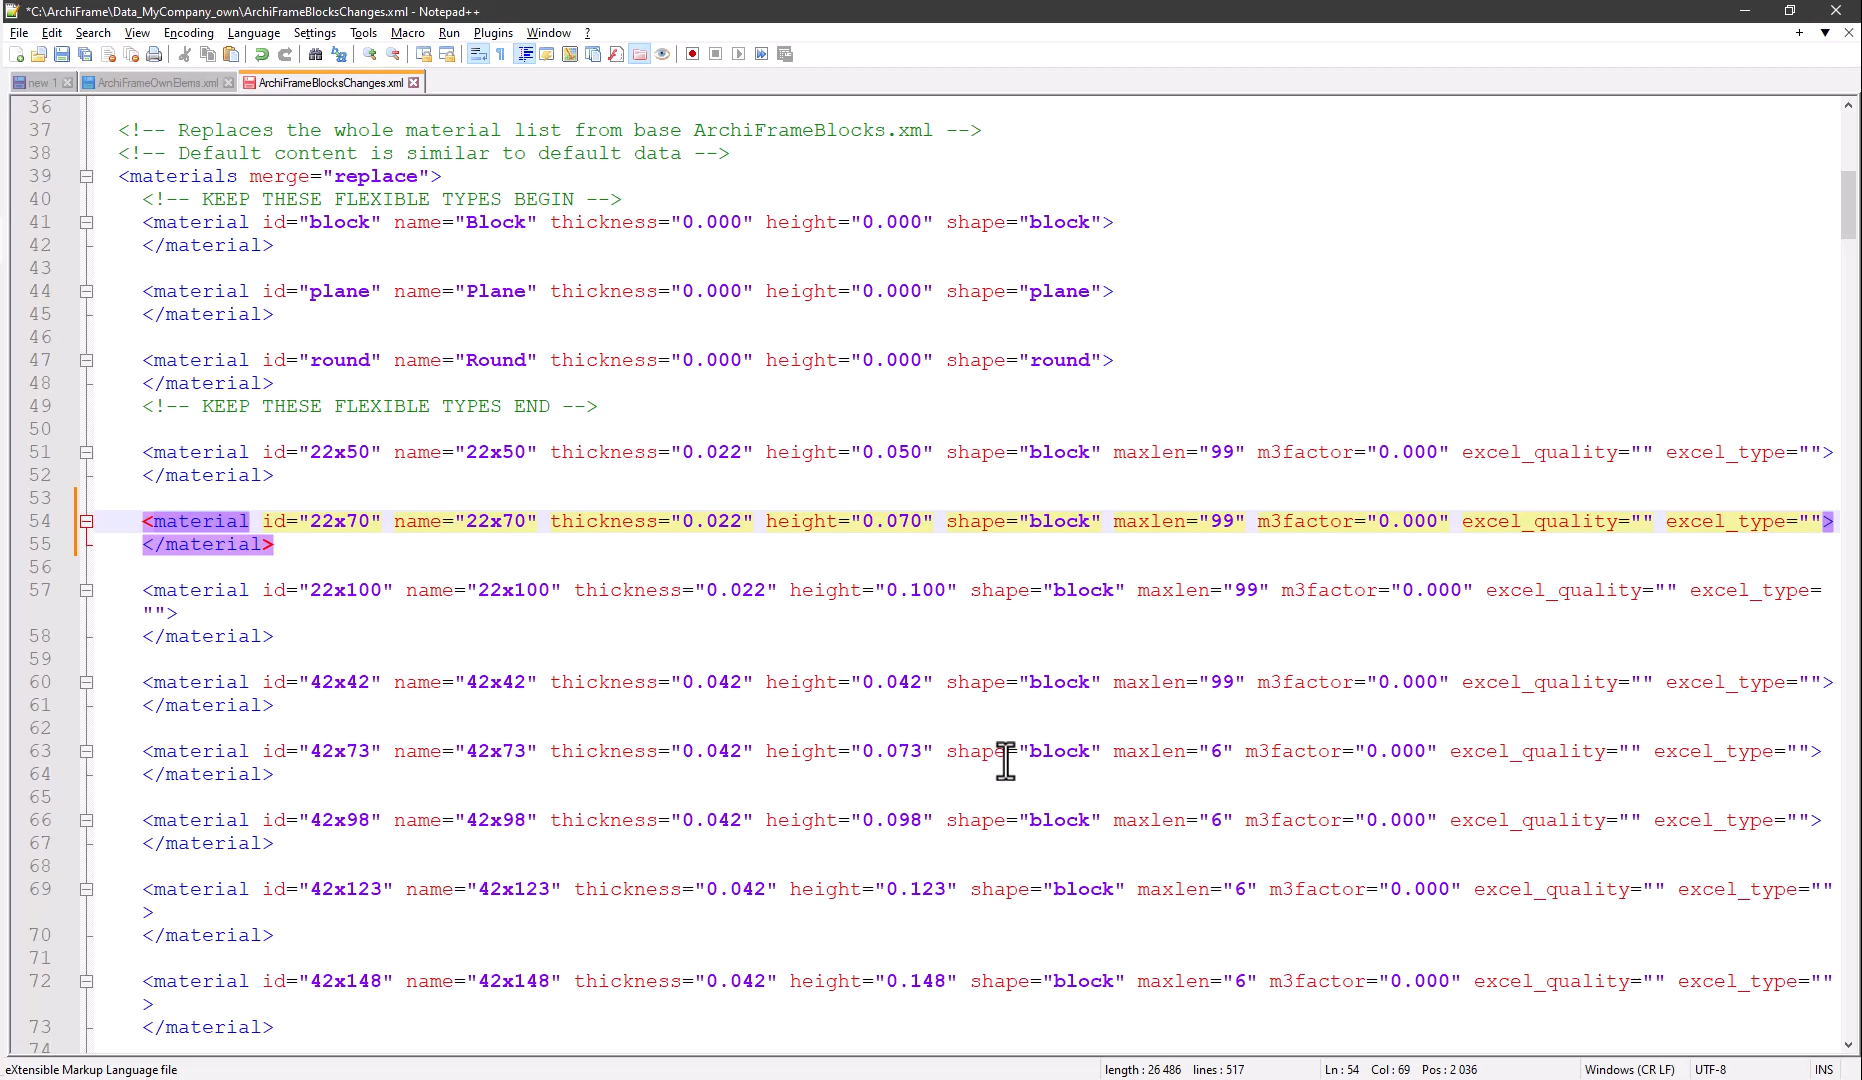 *C:\ArchiFrame\Data_MyCompany_own\ArchiFrameBlocksChanges.xml - Notepad++
File Edit Search View Encoding Language Settings Tools Macro Run Plugins Window ?
new 1 ArchiFrameOwnElems.xml ArchiFrameBlocksChanges.xml
36
37 <!-- Replaces the whole material list from base ArchiFrameBlocks.xml -->
38 <!-- Default content is similar to default data -->
39 <materials merge="replace">
40 <!-- KEEP THESE FLEXIBLE TYPES BEGIN -->
41 <material id="block" name="Block" thickness="0.000" height="0.000" shape="block">
42 </material>
43
44 <material id="plane" name="Plane" thickness="0.000" height="0.000" shape="plane">
45 </material>
46
47 <material id="round" name="Round" thickness="0.000" height="0.000" shape="round">
48 </material>
49 <!-- KEEP THESE FLEXIBLE TYPES END -->
50
51 <material id="22x50" name="22x50" thickness="0.022" height="0.050" shape="block" maxlen="99" m3factor="0.000" excel_quality="" excel_type="">
52 </material>
53
54 <material id="22x70" name="22x70" thickness="0.022" height="0.070" shape="block" maxlen="99" m3factor="0.000" excel_quality="" excel_type="">
55 </material>
56
57 <material id="22x100" name="22x100" thickness="0.022" height="0.100" shape="block" maxlen="99" m3factor="0.000" excel_quality="" excel_type=
"">
58 </material>
59
60 <material id="42x42" name="42x42" thickness="0.042" height="0.042" shape="block" maxlen="99" m3factor="0.000" excel_quality="" excel_type="">
61 </material>
62
63 <material id="42x73" name="42x73" thickness="0.042" height="0.073" shape="block" maxlen="6" m3factor="0.000" excel_quality="" excel_type="">
64 </material>
65
66 <material id="42x98" name="42x98" thickness="0.042" height="0.098" shape="block" maxlen="6" m3factor="0.000" excel_quality="" excel_type="">
67 </material>
68
69 <material id="42x123" name="42x123" thickness="0.042" height="0.123" shape="block" maxlen="6" m3factor="0.000" excel_quality="" excel_type=""
>
70 </material>
71
72 <material id="42x148" name="42x148" thickness="0.042" height="0.148" shape="block" maxlen="6" m3factor="0.000" excel_quality="" excel_type=""
>
73 </material>
74
eXtensible Markup Language file length : 26 486 lines : 517 Ln : 54 Col : 69 Pos : 2 036 Windows (CR LF) UTF-8 INS